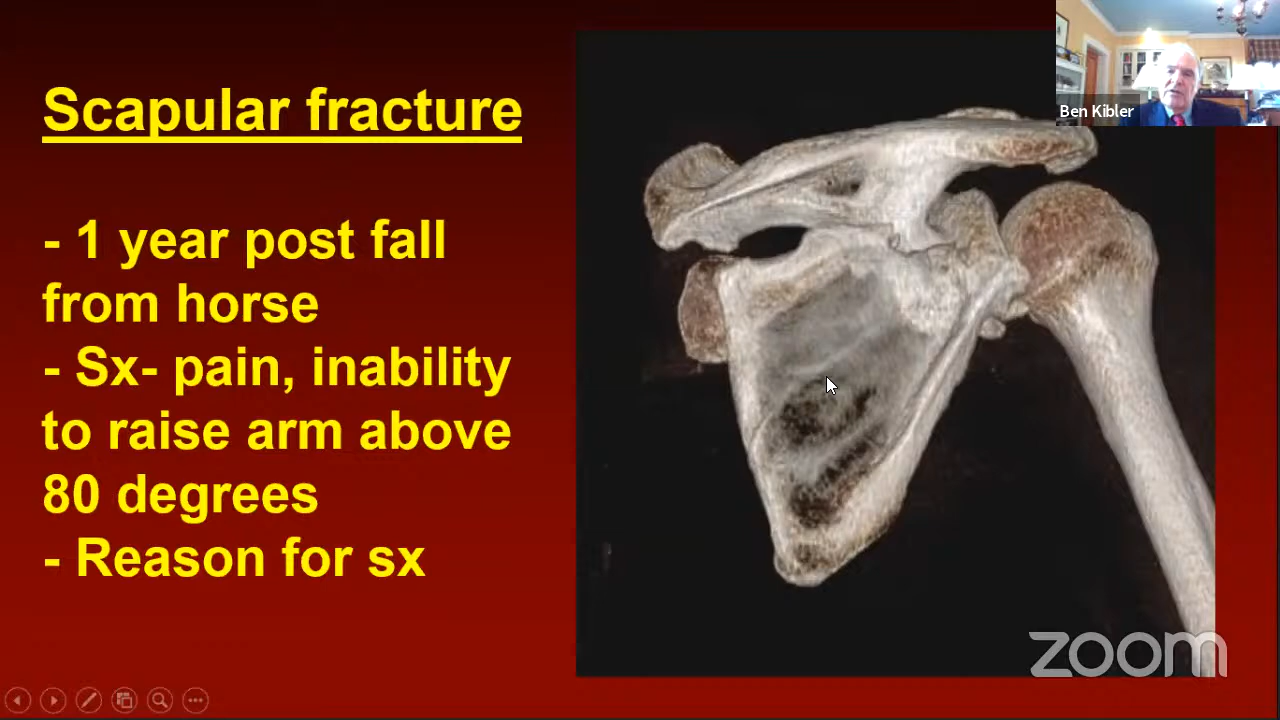 Scapular fracture
- 1 year post fall
from horse
- Sx- pain, inability
to raise arm above
80 degrees
- Reason for sx
Ben Kibler
zoom